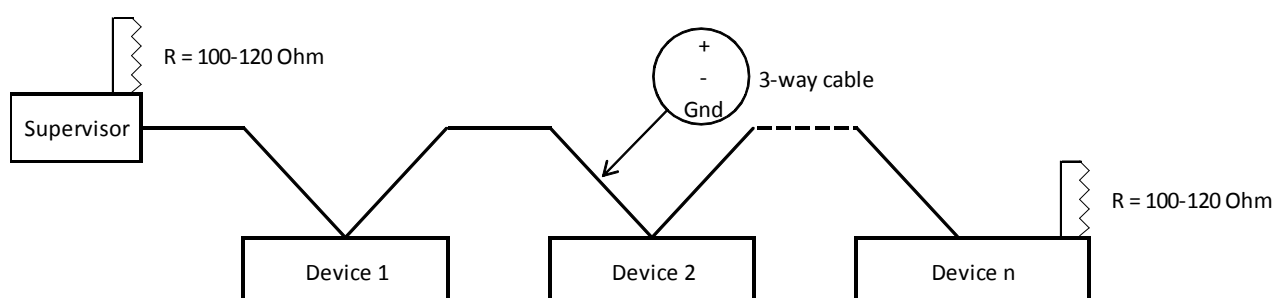 R = 100-120 Ohm
+
-
Gnd
3-way cable
Supervisor
R = 100-120 Ohm
Device 1
Device 2
Device n